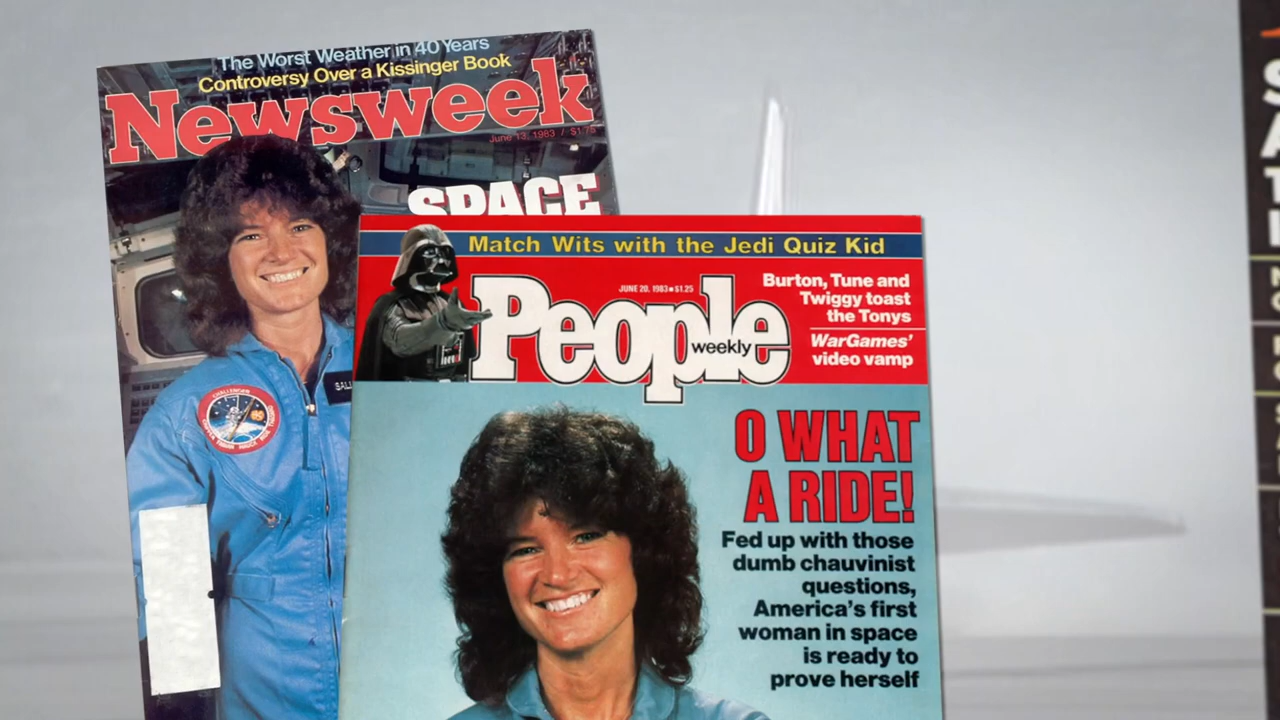 The Worst Weather in 40 Years
Controversy Over a Kissinger Book
Newsweek
June 13, 1983 / $1.75
SPACE
CHALLENGER
Match Wits with the Jedi Quiz Kid
JUNE 20, 1983 ■ $1.25
People
weekly
Burton, Tune and
Twiggy toast
the Tonys
WarGames'
video vamp
O WHAT
A RIDE!
Fed up with those
dumb chauvinist
questions,
America's first
woman in space
is ready to
prove herself